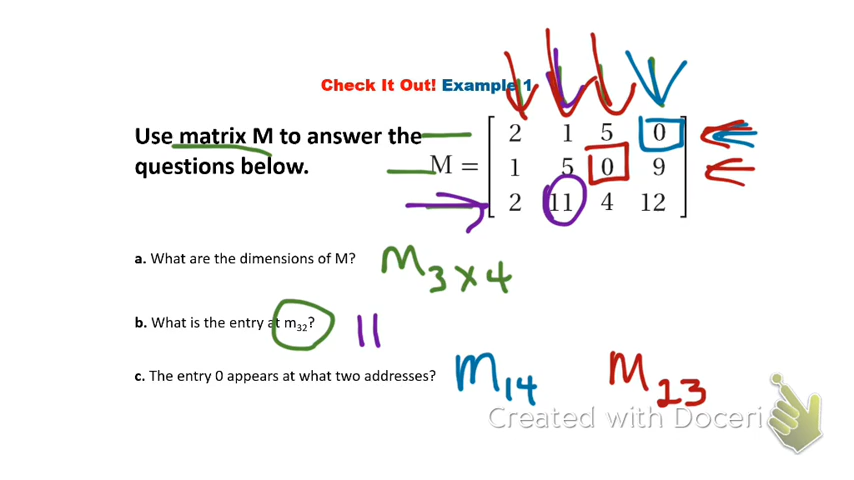 Check It Out! Example 1
Use matrix M to answer the
questions below.
M =
2 1 5 0
1 5 0 9
2 11 4 12
a. What are the dimensions of M? M3×4
b. What is the entry at m32? 11
c. The entry 0 appears at what two addresses? m14 M23
Created with Doceri